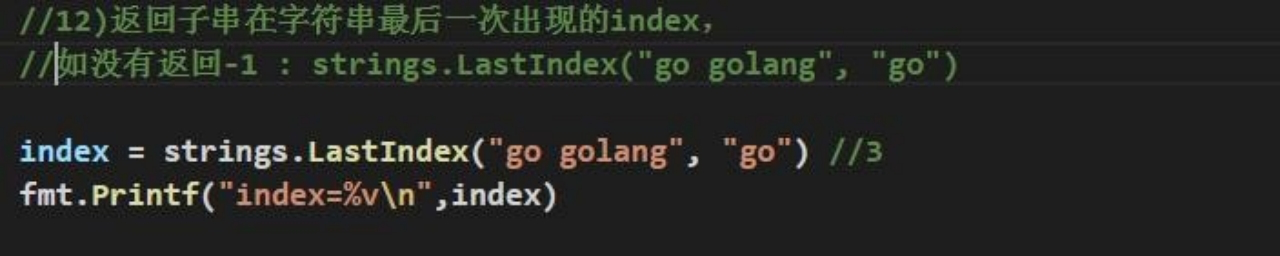 //12)返回子串在字符串最后一次出现的index，
//如没有返回-1 : strings.LastIndex("go golang", "go")
index = strings.LastIndex("go golang", "go") //3
fmt.Printf("index=%v\n",index)